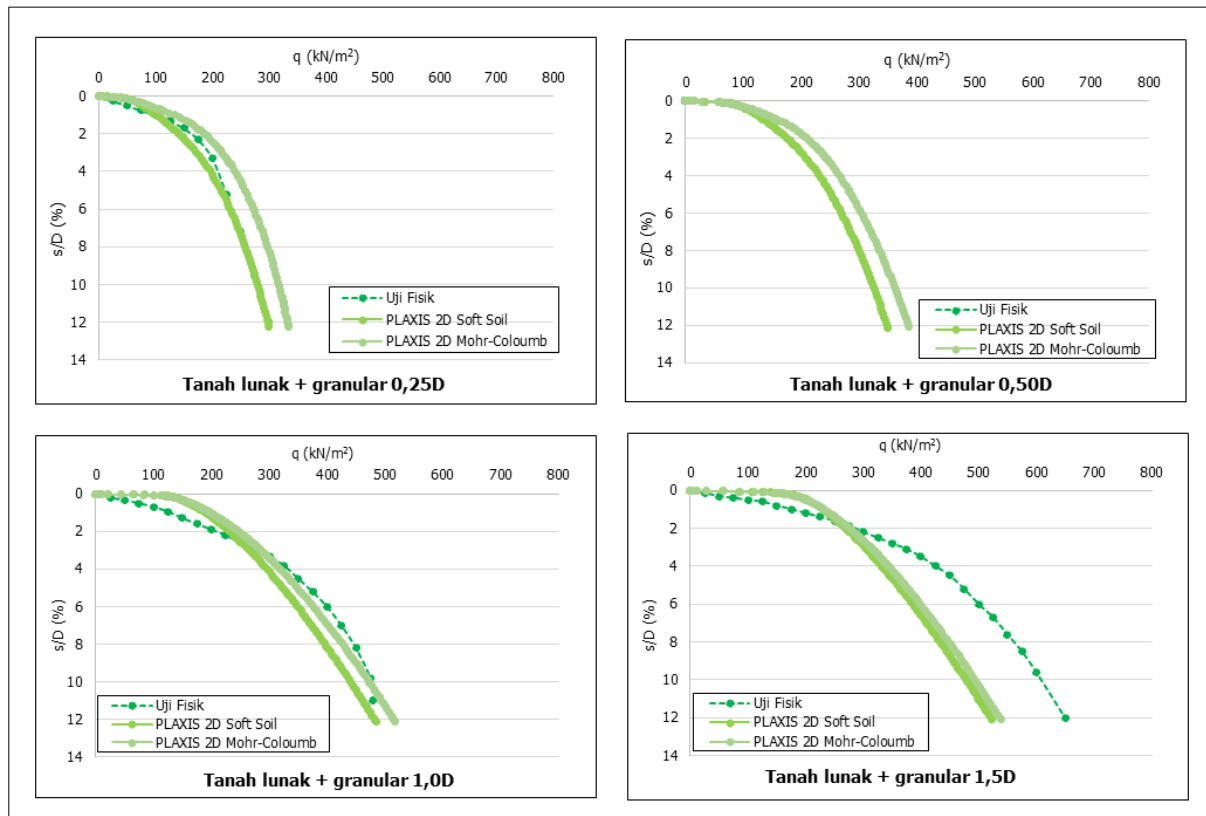 q (kN/m²)
0 100 200 300 400 500 600 700 800
0
2
4
6
8
10
12
14
s/D (%)
Uji Fisik
PLAXIS 2D Soft Soil
PLAXIS 2D Mohr-Coloumb
Tanah lunak + granular 0,25D
q (kN/m²)
0 100 200 300 400 500 600 700 800
0
2
4
6
8
10
12
14
s/D (%)
Uji Fisik
PLAXIS 2D Soft Soil
PLAXIS 2D Mohr-Coloumb
Tanah lunak + granular 0,50D
q (kN/m²)
0 100 200 300 400 500 600 700 800
0
2
4
6
8
10
12
14
s/D (%)
Uji Fisik
PLAXIS 2D Soft Soil
PLAXIS 2D Mohr-Coloumb
Tanah lunak + granular 1,0D
q (kN/m²)
0 100 200 300 400 500 600 700 800
0
2
4
6
8
10
12
14
s/D (%)
Uji Fisik
PLAXIS 2D Soft Soil
PLAXIS 2D Mohr-Coloumb
Tanah lunak + granular 1,5D